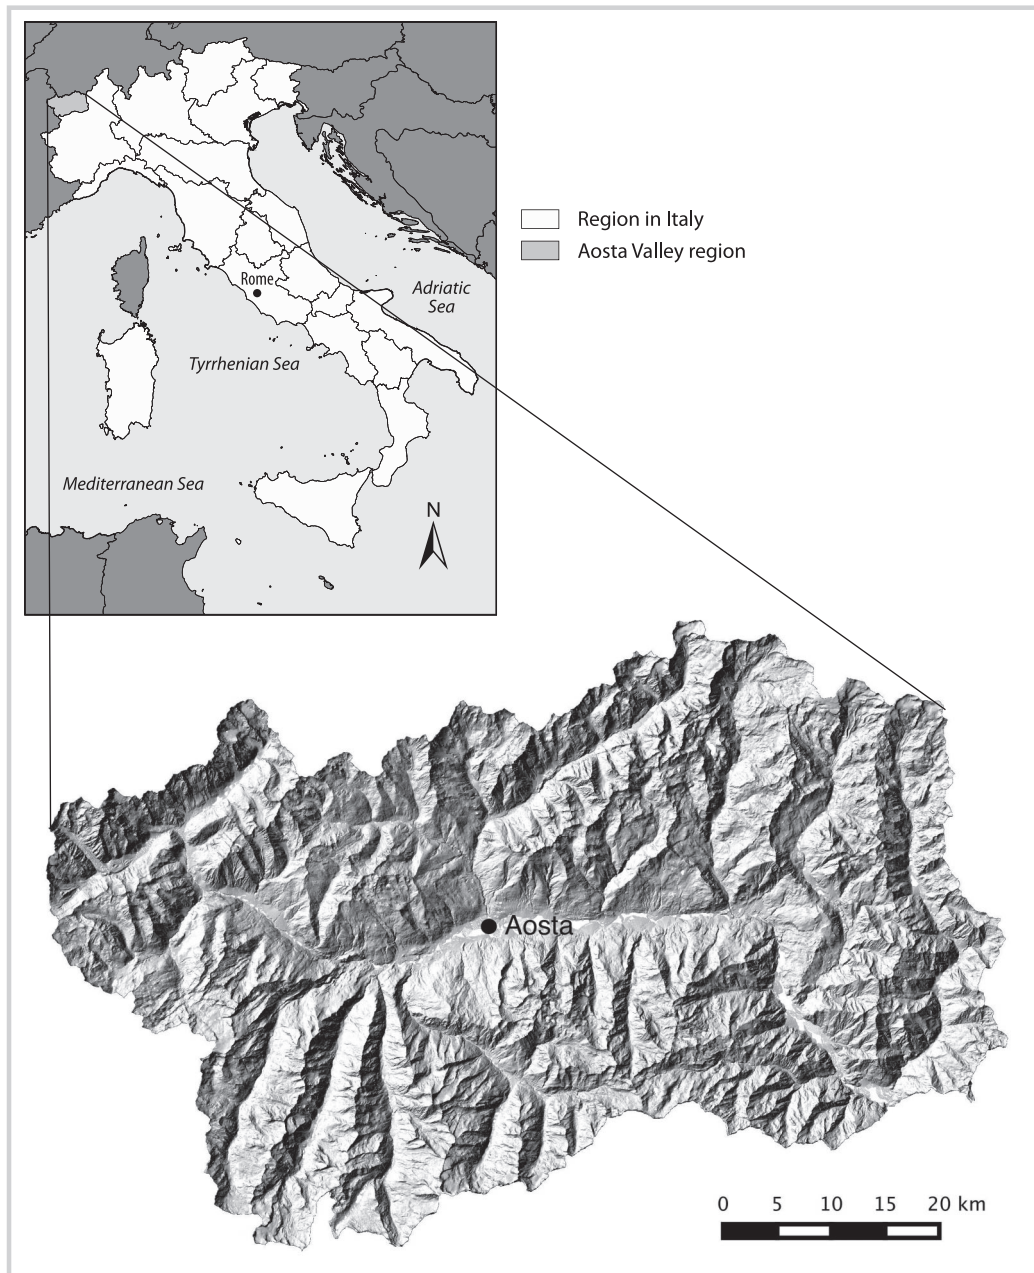 Region in Italy
Aosta Valley region
Rome
Adriatic
Sea
Tyrrhenian Sea
Mediterranean Sea
N
Aosta
0 5 10 15 20 km